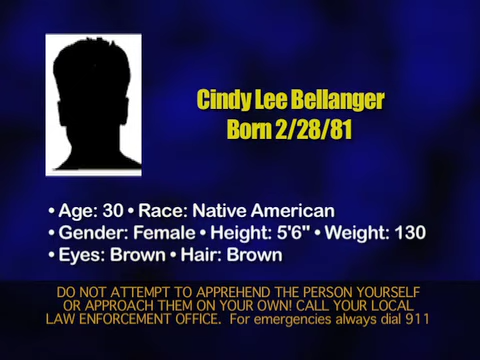 Cindy Lee Bellanger
Born 2/28/81
• Age: 30 • Race: Native American
• Gender: Female • Height: 5'6" • Weight: 130
• Eyes: Brown • Hair: Brown
DO NOT ATTEMPT TO APPREHEND THE PERSON YOURSELF
OR APPROACH THEM ON YOUR OWN! CALL YOUR LOCAL
LAW ENFORCEMENT OFFICE. For emergencies always dial 911